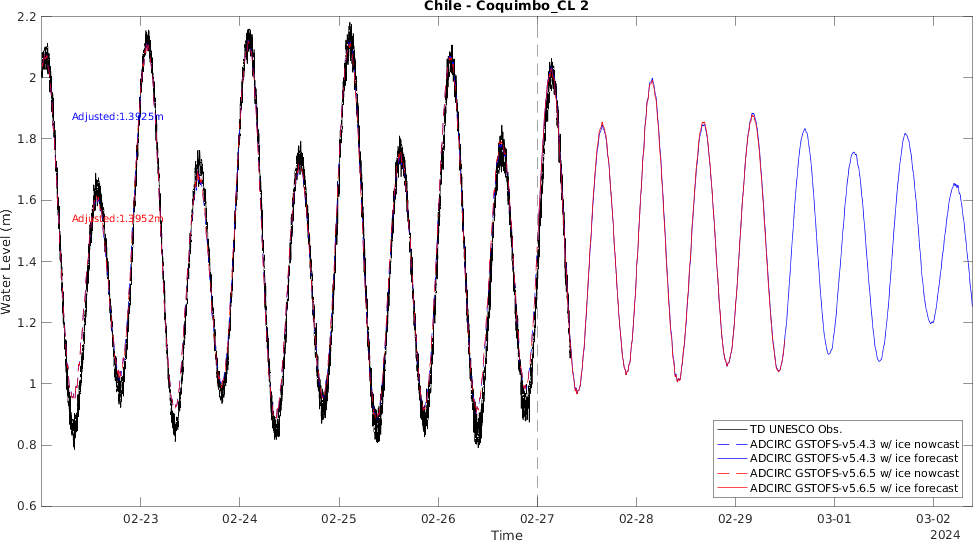 Chile - Coquimbo_CL 2
2.2
2
1.8
1.6
1.4
1.2
1
0.8
0.6
Water Level (m)
Adjusted:1.3925m
Adjusted:1.3952m
TD UNESCO Obs.
ADCIRC GSTOFS-v5.4.3 w/ ice nowcast
ADCIRC GSTOFS-v5.4.3 w/ ice forecast
ADCIRC GSTOFS-v5.6.5 w/ ice nowcast
ADCIRC GSTOFS-v5.6.5 w/ ice forecast
02-23 02-24 02-25 02-26 02-27 02-28 02-29 03-01 03-02
2024
Time